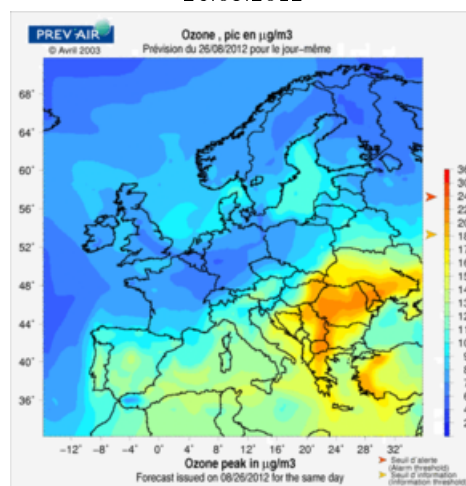 PREV'AIR
© Avril 2003
Ozone , pic en µg/m3
Prévision du 26/08/2012 pour le jour-même
68°
64°
60°
56°
52°
48°
44°
40°
36°
-12° -8° -4° 0° 4° 8° 12° 16° 20° 24° 28° 32°
Ozone peak in µg/m3
Forecast issued on 08/26/2012 for the same day
Seuil d'alerte
(Alarm threshold)
Seuil d'information
(Information threshold)